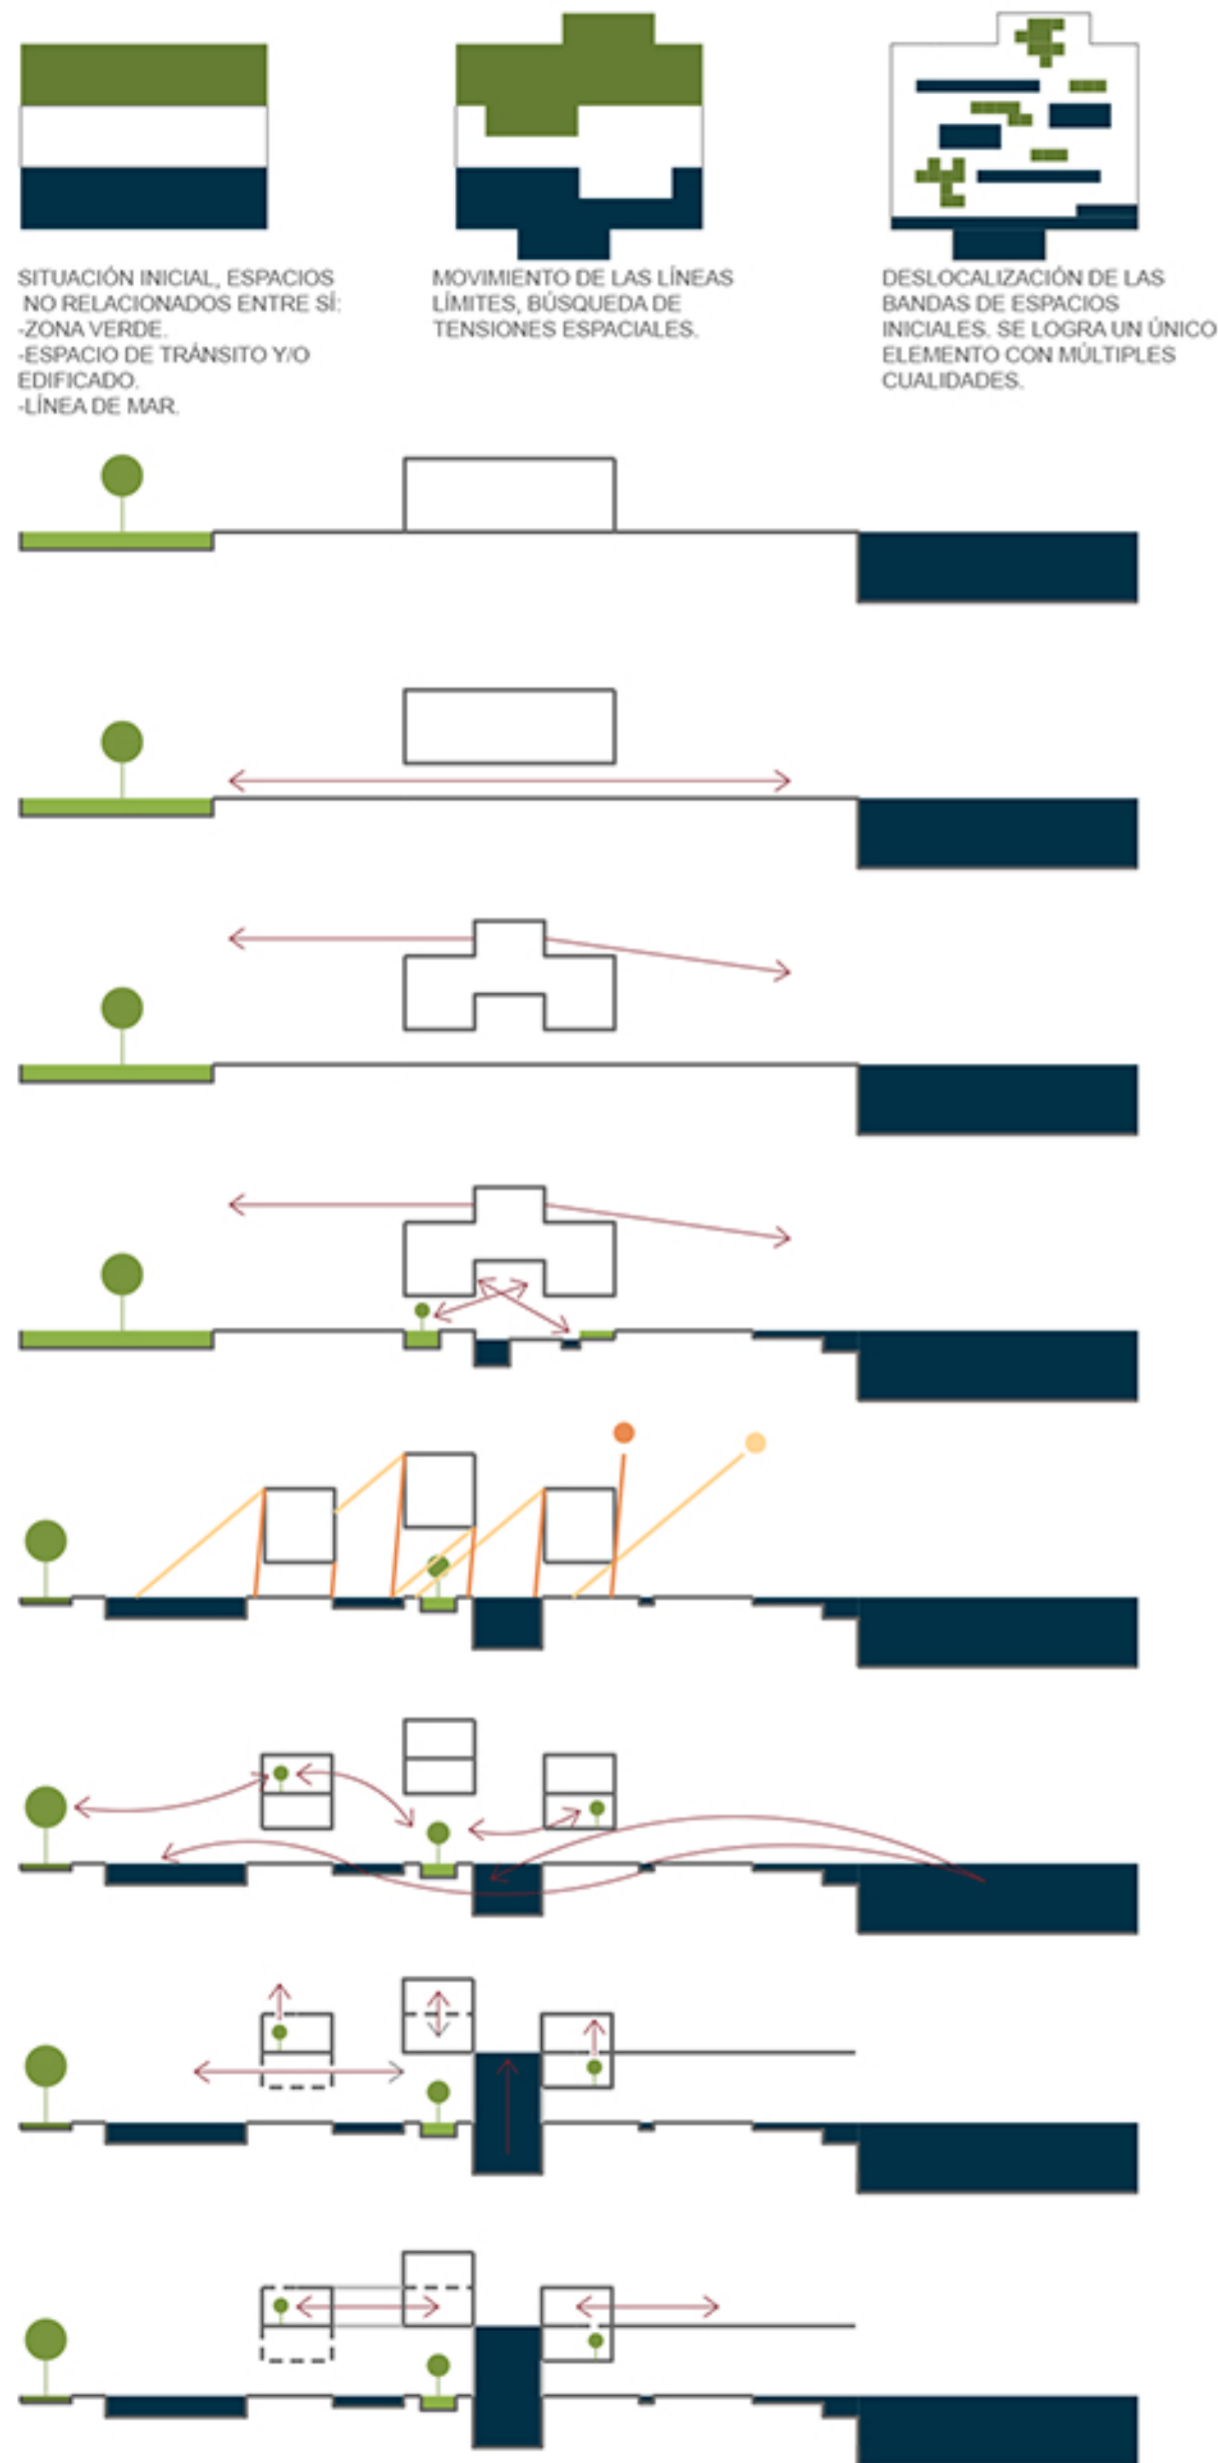 SITUACIÓN INICIAL, ESPACIOS
NO RELACIONADOS ENTRE SÍ:
-ZONA VERDE.
-ESPACIO DE TRÁNSITO Y/O
EDIFICADO.
-LÍNEA DE MAR.
MOVIMIENTO DE LAS LÍNEAS
LÍMITES, BÚSQUEDA DE
TENSIONES ESPACIALES.
DESLOCALIZACIÓN DE LAS
BANDAS DE ESPACIOS
INICIALES. SE LOGRA UN ÚNICO
ELEMENTO CON MÚLTIPLES
CUALIDADES.